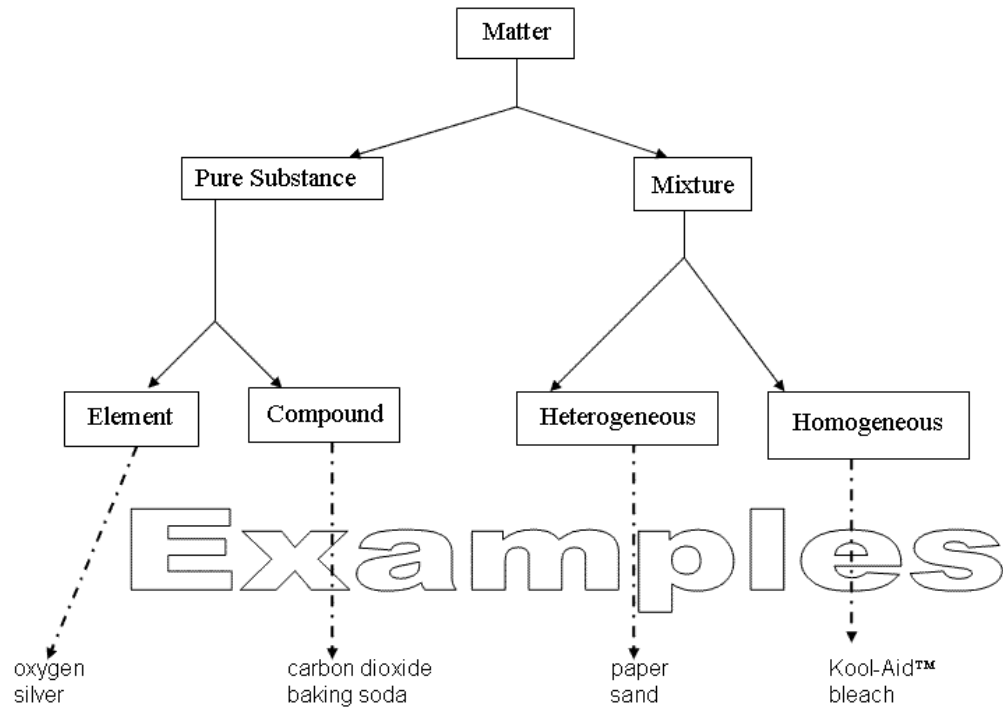 Matter
Pure Substance
Mixture
Element
Compound
Heterogeneous
Homogeneous
Examples
oxygen
silver
carbon dioxide
baking soda
paper
sand
Kool-Aid™
bleach